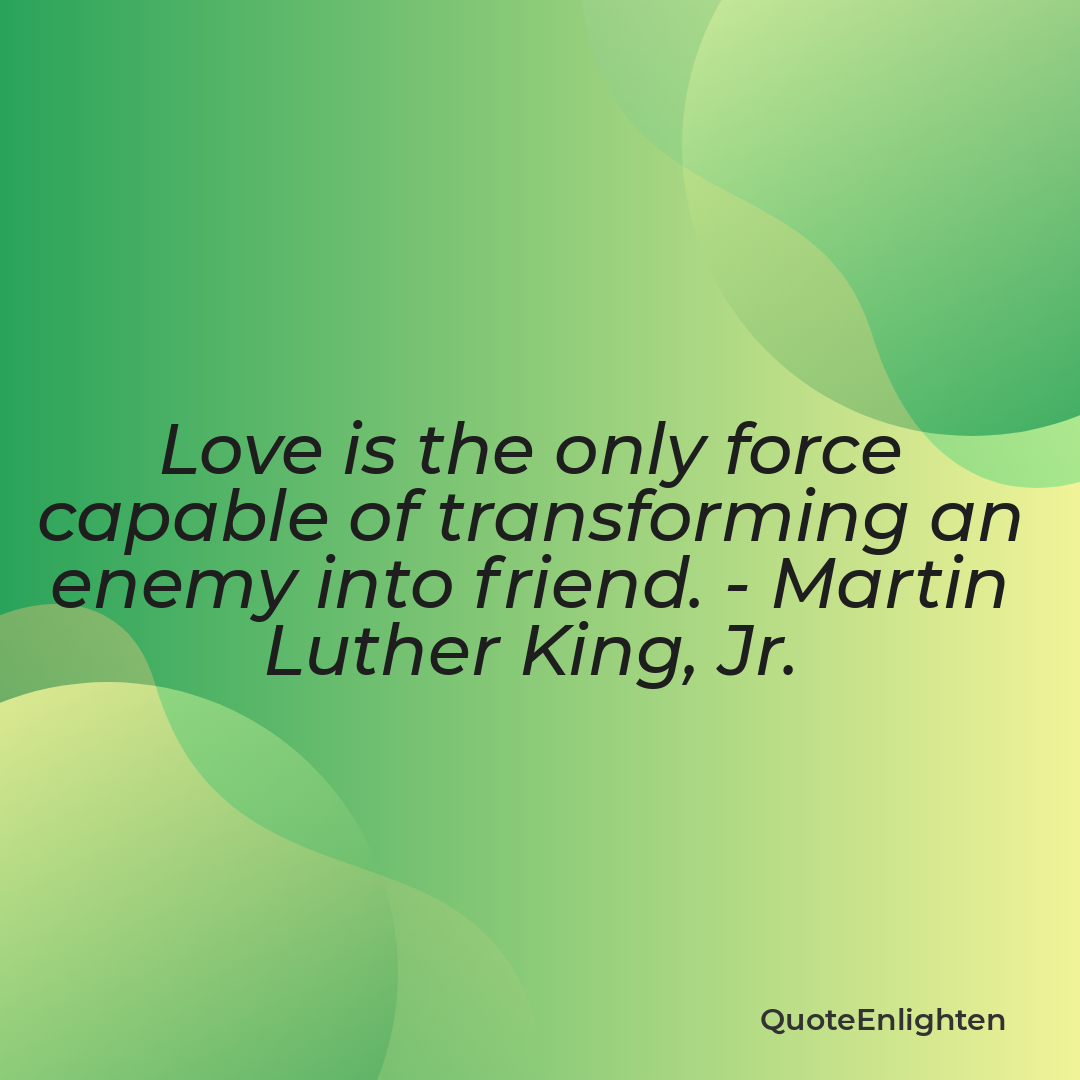 Love is the only force
capable of transforming an
enemy into friend. - Martin
Luther King, Jr.
QuoteEnlighten